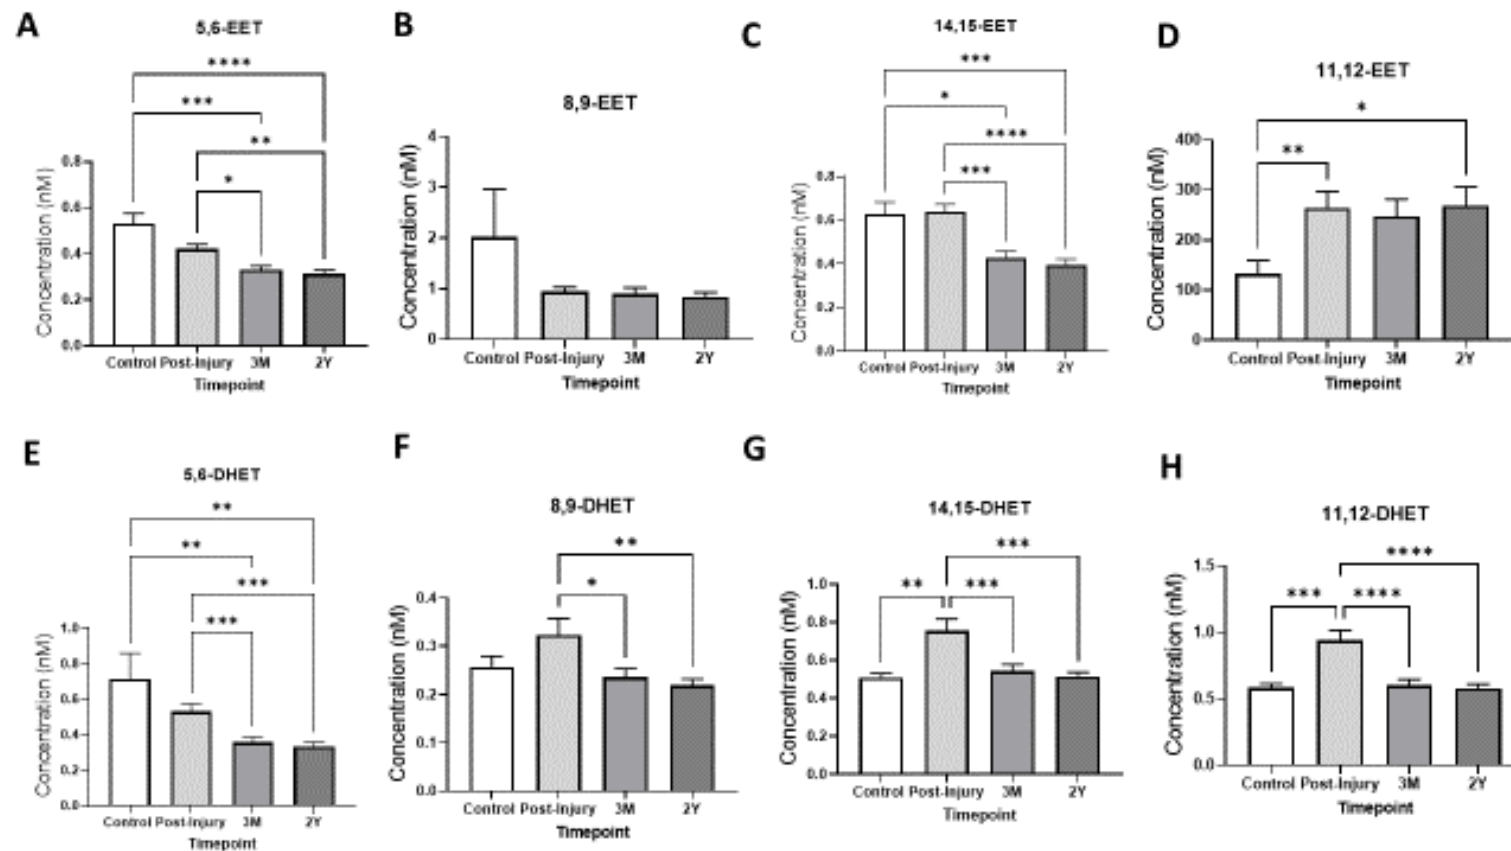 A
5,6-EET
****
***
**
*
Concentration (nM)
0.8
0.6
0.4
0.2
0.0
Control Post-Injury 3M 2Y
Timepoint
B
8,9-EET
Concentration (nM)
4
3
2
1
0
Control Post-Injury 3M 2Y
Timepoint
C
14,15-EET
***
*
****
***
Concentration (nM)
0.8
0.6
0.4
0.2
0.0
Control Post-Injury 3M 2Y
Timepoint
D
11,12-EET
*
**
Concentration (nM)
400
300
200
100
0
Control Post-Injury 3M 2Y
Timepoint
E
5,6-DHET
**
**
***
***
Concentration (nM)
1.0
0.8
0.6
0.4
0.2
0.0
Control Post-Injury 3M 2Y
Timepoint
F
8,9-DHET
**
*
Concentration (nM)
0.4
0.3
0.2
0.1
0.0
Control Post-Injury 3M 2Y
Timepoint
G
14,15-DHET
***
** ***
Concentration (nM)
1.0
0.8
0.6
0.4
0.2
0.0
Control Post-Injury 3M 2Y
Timepoint
H
11,12-DHET
****
*** ****
Concentration (nM)
1.5
1.0
0.5
0.0
Control Post-Injury 3M 2Y
Timepoint